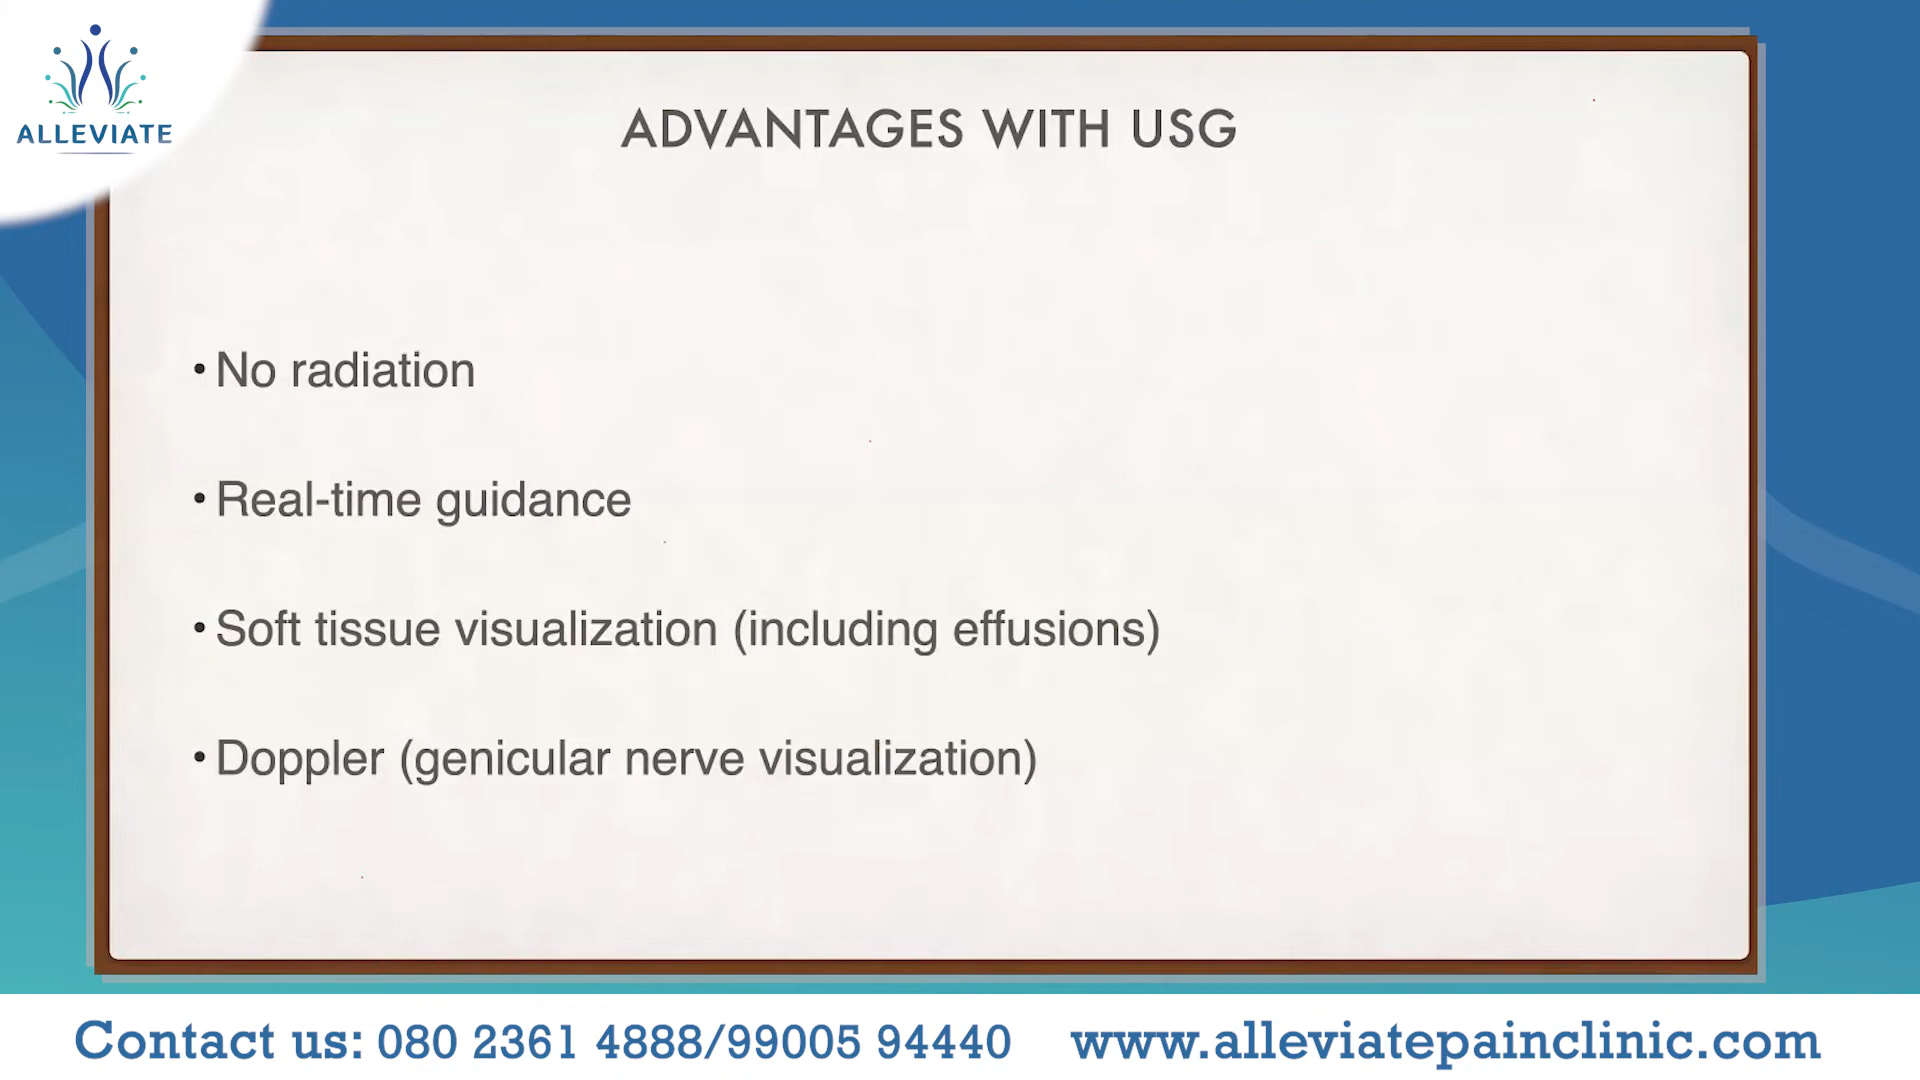 ALLEVIATE
ADVANTAGES WITH USG
• No radiation
• Real-time guidance
• Soft tissue visualization (including effusions)
• Doppler (genicular nerve visualization)
Contact us: 080 2361 4888/99005 94440 www.alleviatepainclinic.com